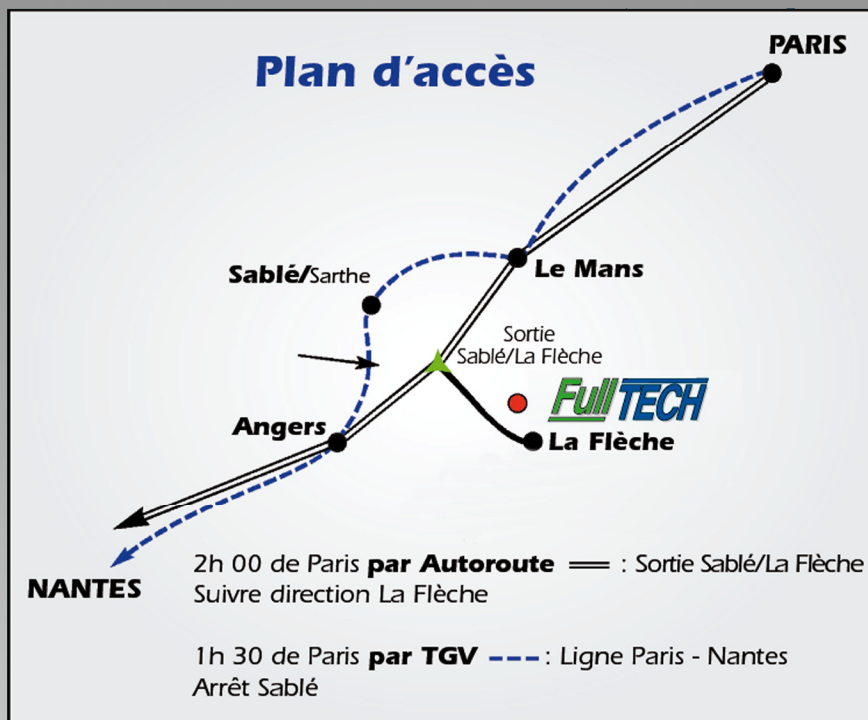 PARIS
Plan d'accès
Le Mans
Sablé/Sarthe
Sortie
Sablé/La Flèche
Full TECH
Angers
La Flèche
2h 00 de Paris par Autoroute : Sortie Sablé/La Flèche
Suivre direction La Flèche
NANTES
1h 30 de Paris par TGV : Ligne Paris - Nantes
Arrêt Sablé